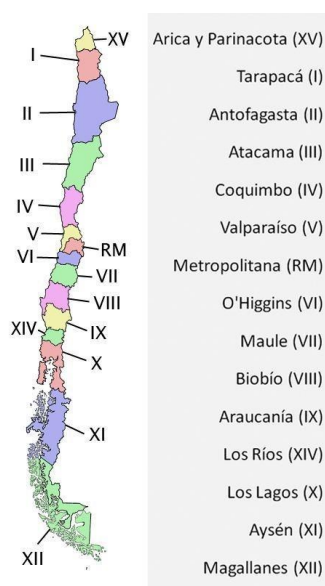 XV
I
II
III
IV
V
RM
VI
VII
VIII
XIV
IX
X
XI
XII
Arica y Parinacota (XV)
Tarapacá (I)
Antofagasta (II)
Atacama (III)
Coquimbo (IV)
Valparaíso (V)
Metropolitana (RM)
O'Higgins (VI)
Maule (VII)
Biobío (VIII)
Araucanía (IX)
Los Ríos (XIV)
Los Lagos (X)
Aysén (XI)
Magallanes (XII)